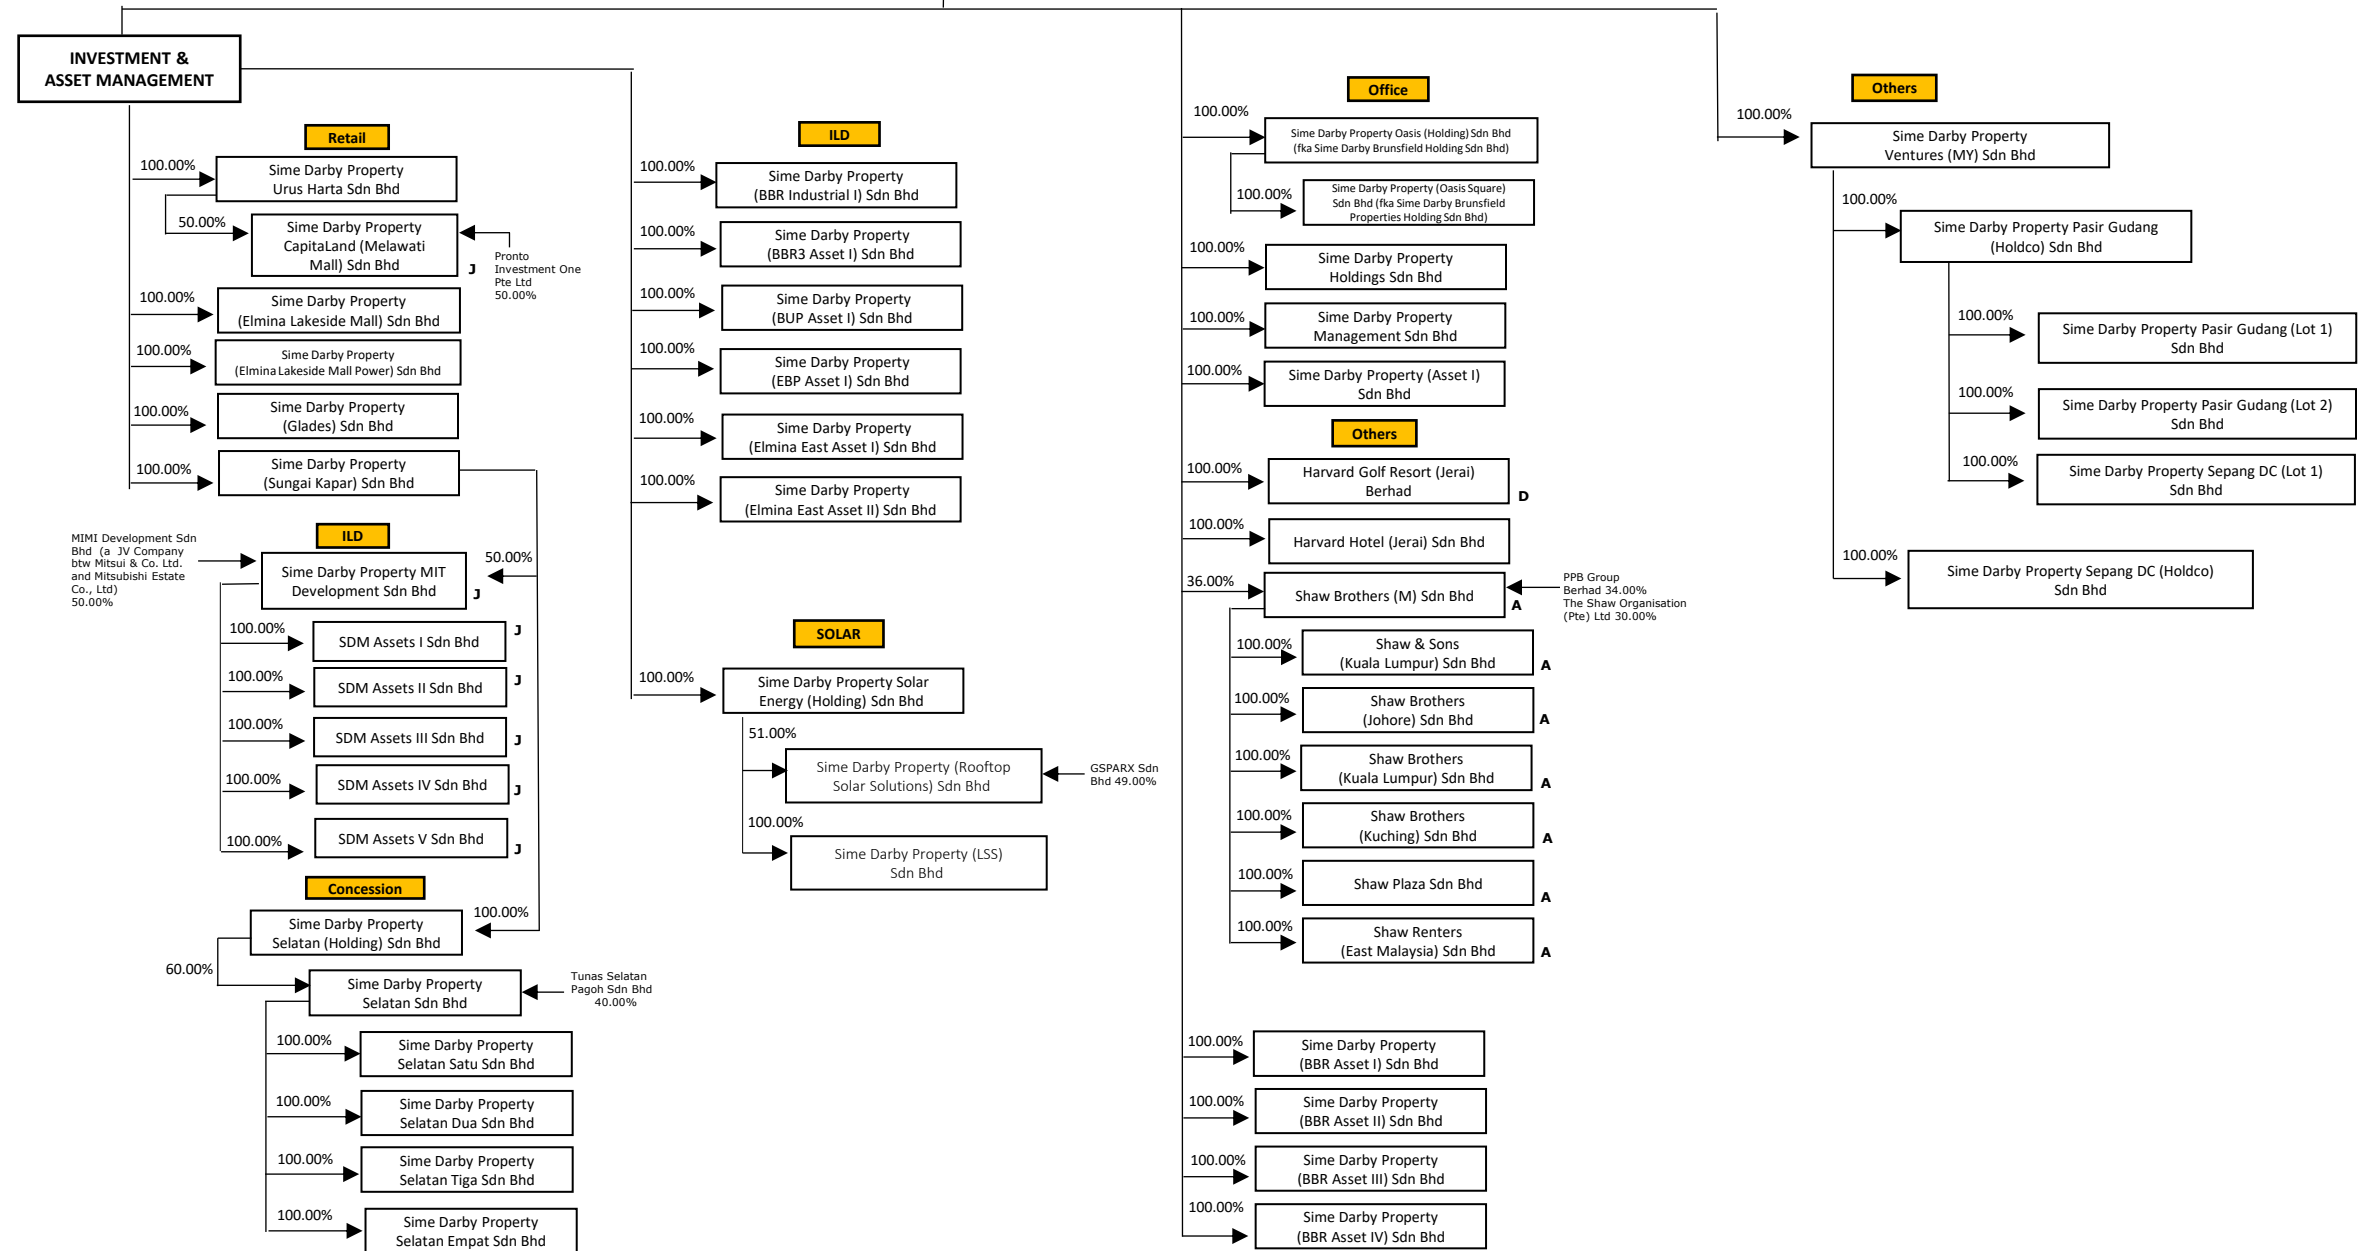 INVESTMENT &
ASSET MANAGEMENT
Retail
100.00%
Sime Darby Property
Urus Harta Sdn Bhd
50.00%
Sime Darby Property
CapitaLand (Melawati
Mall) Sdn Bhd
J
Pronto
Investment One
Pte Ltd
50.00%
100.00%
Sime Darby Property
(Elmina Lakeside Mall) Sdn Bhd
100.00%
Sime Darby Property
(Elmina Lakeside Mall Power) Sdn Bhd
100.00%
Sime Darby Property
(Glades) Sdn Bhd
100.00%
Sime Darby Property
(Sungai Kapar) Sdn Bhd
ILD
MIMI Development Sdn
Bhd (a JV Company
btw Mitsui & Co. Ltd.
and Mitsubishi Estate
Co., Ltd)
50.00%
50.00%
Sime Darby Property MIT
Development Sdn Bhd
J
100.00%
SDM Assets I Sdn Bhd
J
100.00%
SDM Assets II Sdn Bhd
J
100.00%
SDM Assets III Sdn Bhd
J
100.00%
SDM Assets IV Sdn Bhd
J
100.00%
SDM Assets V Sdn Bhd
J
Concession
100.00%
Sime Darby Property
Selatan (Holding) Sdn Bhd
60.00%
Sime Darby Property
Selatan Sdn Bhd
Tunas Selatan
Pagoh Sdn Bhd
40.00%
100.00%
Sime Darby Property
Selatan Satu Sdn Bhd
100.00%
Sime Darby Property
Selatan Dua Sdn Bhd
100.00%
Sime Darby Property
Selatan Tiga Sdn Bhd
100.00%
Sime Darby Property
Selatan Empat Sdn Bhd
ILD
100.00%
Sime Darby Property
(BBR Industrial I) Sdn Bhd
100.00%
Sime Darby Property
(BBR3 Asset I) Sdn Bhd
100.00%
Sime Darby Property
(BUP Asset I) Sdn Bhd
100.00%
Sime Darby Property
(EBP Asset I) Sdn Bhd
100.00%
Sime Darby Property
(Elmina East Asset I) Sdn Bhd
100.00%
Sime Darby Property
(Elmina East Asset II) Sdn Bhd
SOLAR
100.00%
Sime Darby Property Solar
Energy (Holding) Sdn Bhd
51.00%
Sime Darby Property (Rooftop
Solar Solutions) Sdn Bhd
GSPARX Sdn
Bhd 49.00%
100.00%
Sime Darby Property (LSS)
Sdn Bhd
Office
100.00%
Sime Darby Property Oasis (Holding) Sdn Bhd
(fka Sime Darby Brunsfield Holding Sdn Bhd)
100.00%
Sime Darby Property (Oasis Square)
Sdn Bhd (fka Sime Darby Brunsfield
Properties Holding Sdn Bhd)
100.00%
Sime Darby Property
Holdings Sdn Bhd
100.00%
Sime Darby Property
Management Sdn Bhd
100.00%
Sime Darby Property (Asset I)
Sdn Bhd
Others
100.00%
Harvard Golf Resort (Jerai)
Berhad
D
100.00%
Harvard Hotel (Jerai) Sdn Bhd
36.00%
Shaw Brothers (M) Sdn Bhd
A
PPB Group
Berhad 34.00%
The Shaw Organisation
(Pte) Ltd 30.00%
100.00%
Shaw & Sons
(Kuala Lumpur) Sdn Bhd
A
100.00%
Shaw Brothers
(Johore) Sdn Bhd
A
100.00%
Shaw Brothers
(Kuala Lumpur) Sdn Bhd
A
100.00%
Shaw Brothers
(Kuching) Sdn Bhd
A
100.00%
Shaw Plaza Sdn Bhd
A
100.00%
Shaw Renters
(East Malaysia) Sdn Bhd
A
100.00%
Sime Darby Property
(BBR Asset I) Sdn Bhd
100.00%
Sime Darby Property
(BBR Asset II) Sdn Bhd
100.00%
Sime Darby Property
(BBR Asset III) Sdn Bhd
100.00%
Sime Darby Property
(BBR Asset IV) Sdn Bhd
Others
100.00%
Sime Darby Property
Ventures (MY) Sdn Bhd
100.00%
Sime Darby Property Pasir Gudang
(Holdco) Sdn Bhd
100.00%
Sime Darby Property Pasir Gudang (Lot 1)
Sdn Bhd
100.00%
Sime Darby Property Pasir Gudang (Lot 2)
Sdn Bhd
100.00%
Sime Darby Property Sepang DC (Lot 1)
Sdn Bhd
100.00%
Sime Darby Property Sepang DC (Holdco)
Sdn Bhd